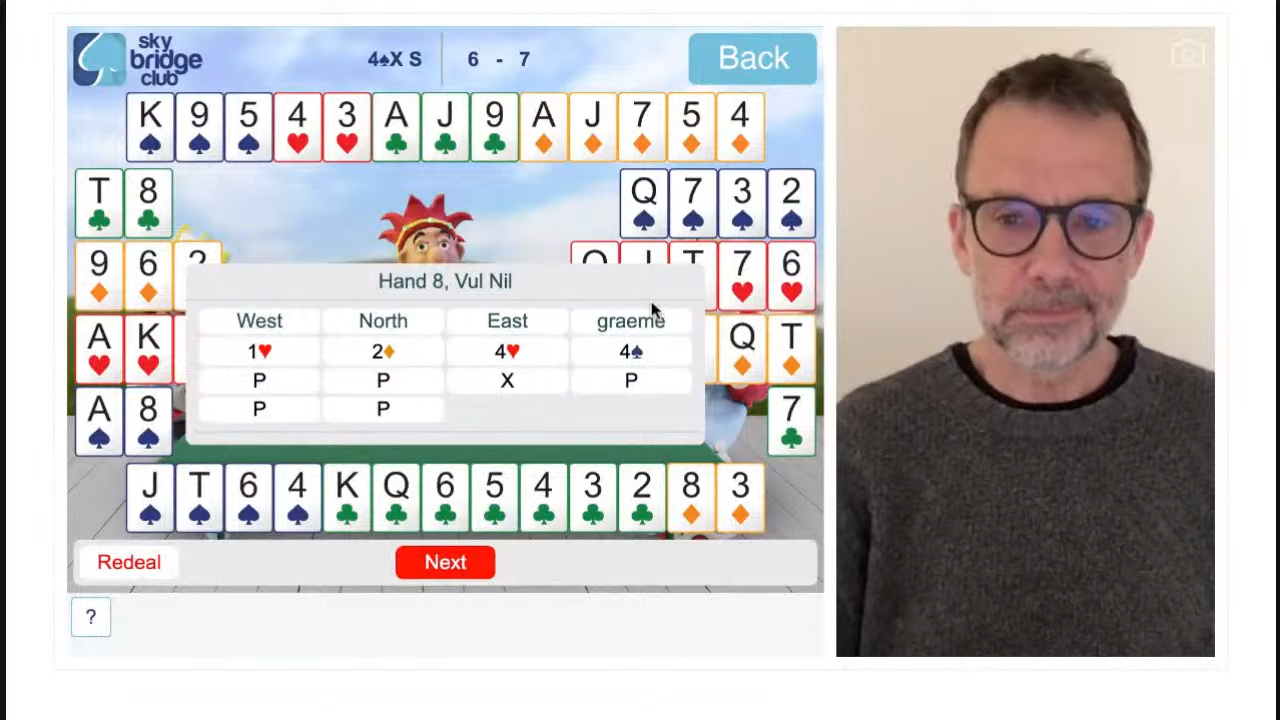 sky
bridge
club
4♠X S
6 - 7
Back
K♠ 9♠ 5♠ 4♥ 3♥ A♣ J♣ 9♣ A♦ J♦ 7♦ 5♦ 4♦
T♣ 8♣
Q♠ 7♠ 3♠ 2♠
9♦ 6♦
7♥ 6♥
Hand 8, Vul Nil
West North East graeme
1♥ 2♦ 4♥ 4♠
P P X P
P P
A♥ K♥
Q♦ T♦
A♠ 8♠
7♣
J♠ T♠ 6♠ 4♠ K♣ Q♣ 6♣ 5♣ 4♣ 3♣ 2♣ 8♦ 3♦
Redeal
Next
?